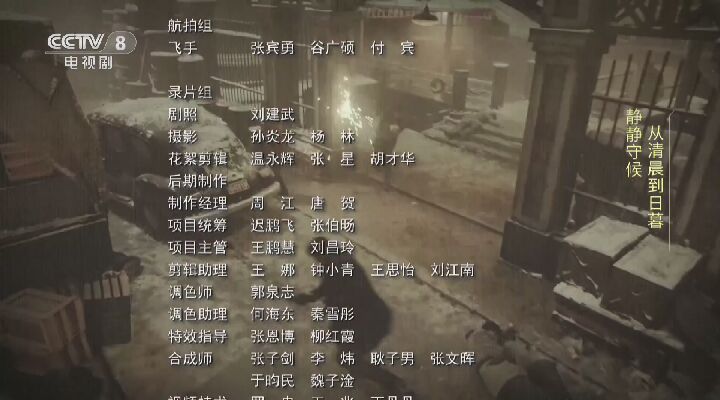 CCTV 8
电视剧
航拍组
飞手 张宾勇 谷广硕 付 宾
录片组
剧照 刘建武
摄影 孙炎龙 杨 林
花絮剪辑 温永辉 张 星 胡才华
后期制作
制作经理 周 江 唐 贺
项目统筹 迟鹏飞 张伯旸
项目主管 王鹏慧 刘昌玲
剪辑助理 王 娜 钟小青 王思怡 刘江南
调色师 郭泉志
调色助理 何海东 秦雪彤
特效指导 张恩博 柳红霞
合成师 张子剑 李 炜 耿子男 张文晖
于昀民 魏子淦
从清晨到日暮
静静守候